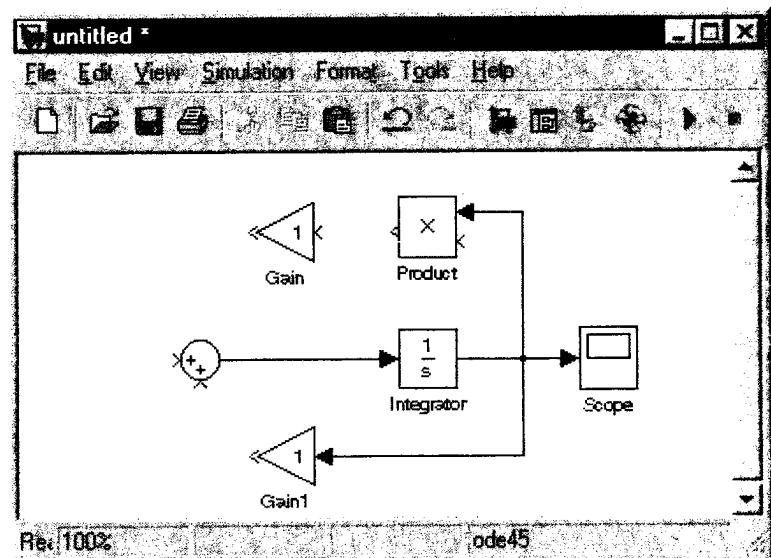 untitled *
File Edit View Simulation Format Tools Help
1
×
Gain
Product
+
+
1
s
Integrator
Scope
1
Gain1
100%
ode45